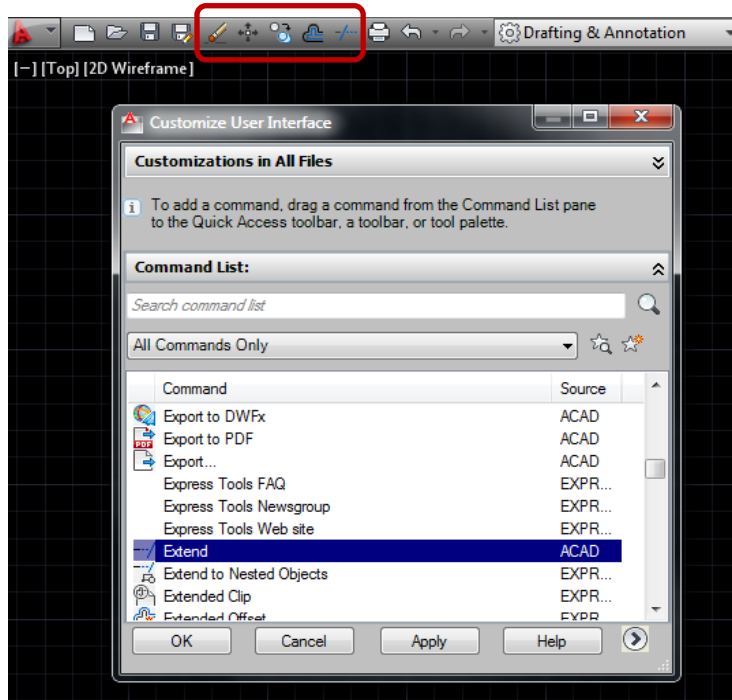 Drafting & Annotation
[−] [Top] [2D Wireframe]
Customize User Interface
Customizations in All Files
To add a command, drag a command from the Command List pane
to the Quick Access toolbar, a toolbar, or tool palette.
Command List:
Search command list
All Commands Only
Command Source
Export to DWFx ACAD
PDF Export to PDF ACAD
Export... ACAD
Express Tools FAQ EXPR...
Express Tools Newsgroup EXPR...
Express Tools Web site EXPR...
Extend ACAD
Extend to Nested Objects EXPR...
Extended Clip EXPR...
Extended Offset EXPR
OK Cancel Apply Help